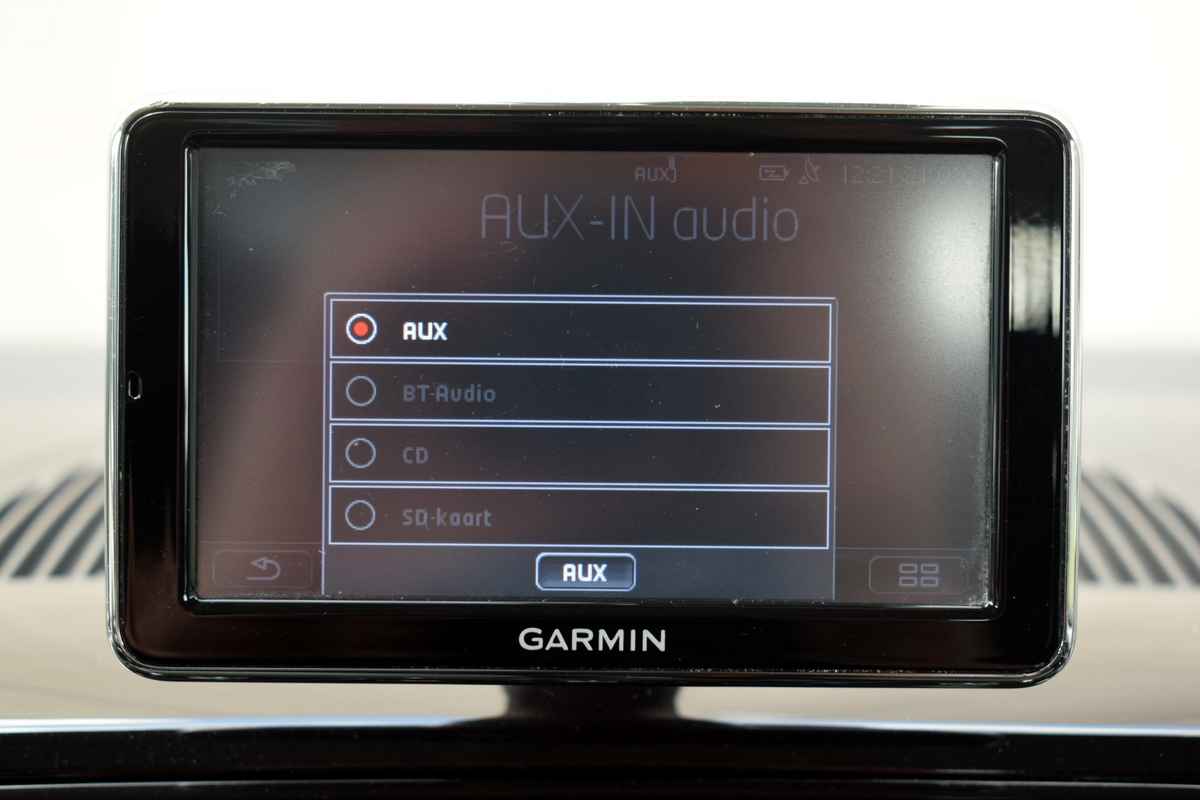 AUX
AUX-IN audio
AUX
BT-Audio
CD
SD-kaart
AUX
GARMIN